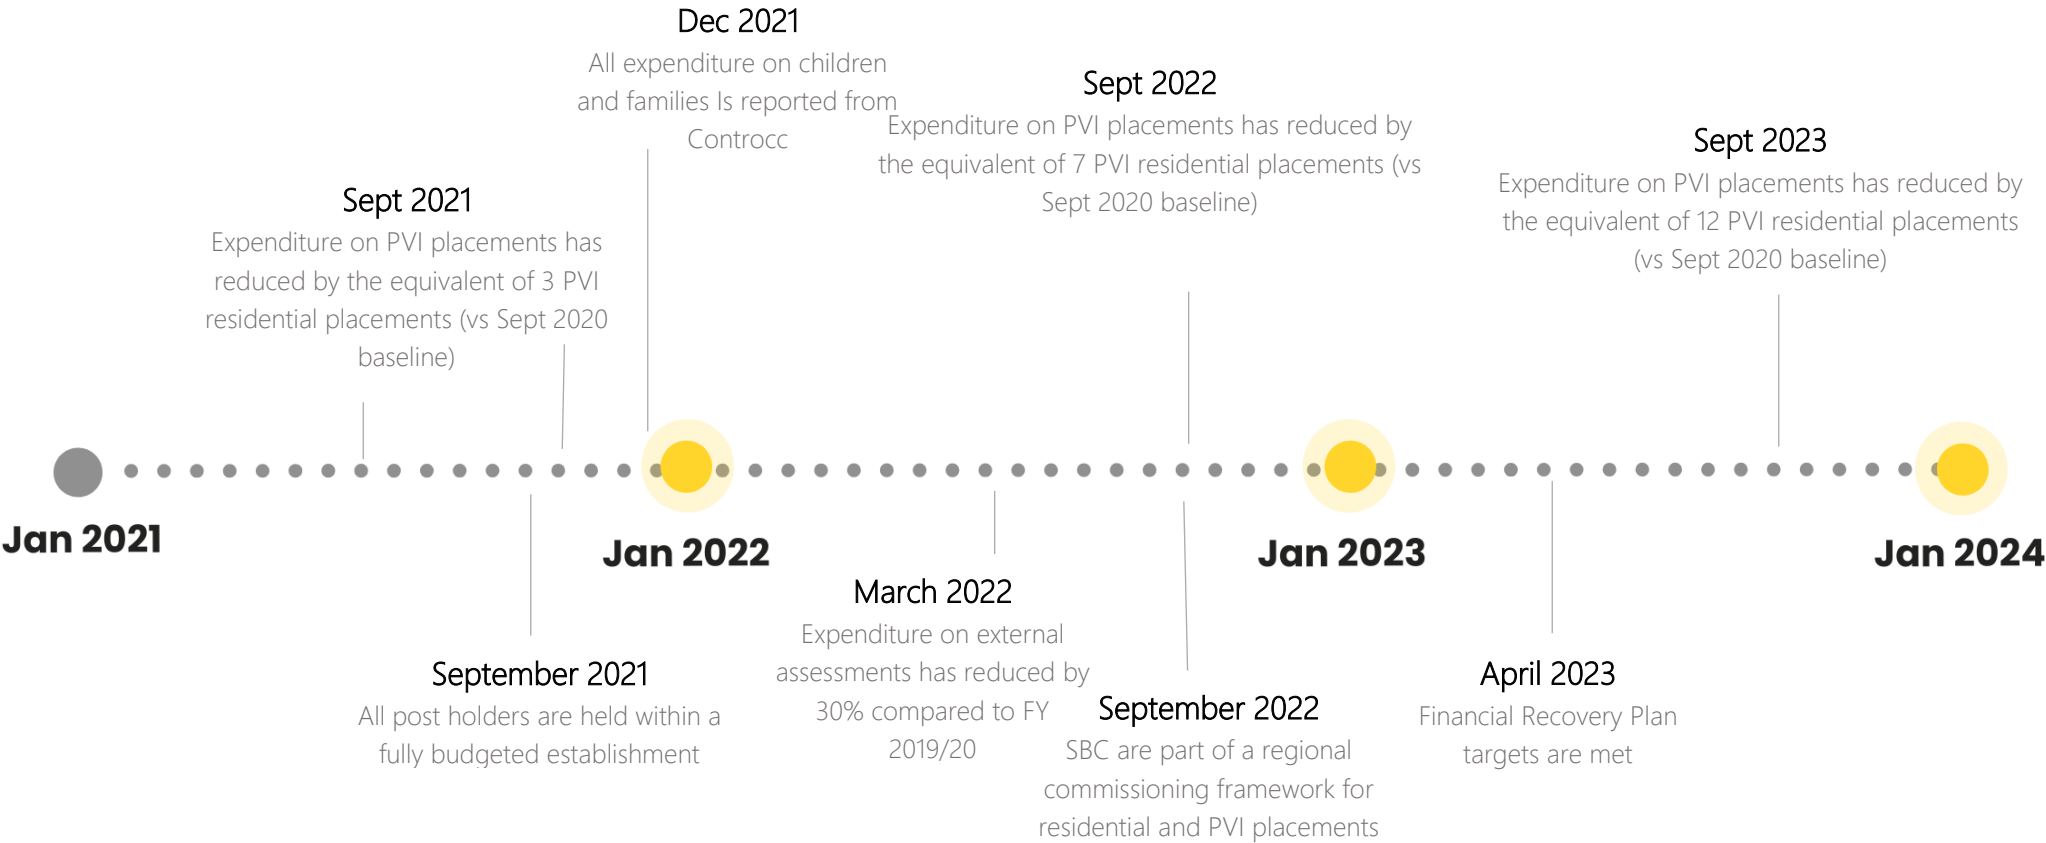 Dec 2021
All expenditure on children
and families Is reported from
Controcc
Sept 2022
Expenditure on PVI placements has reduced by
the equivalent of 7 PVI residential placements (vs
Sept 2020 baseline)
Sept 2023
Expenditure on PVI placements has reduced by
the equivalent of 12 PVI residential placements
(vs Sept 2020 baseline)
Sept 2021
Expenditure on PVI placements has
reduced by the equivalent of 3 PVI
residential placements (vs Sept 2020
baseline)
Jan 2021
Jan 2022
Jan 2023
Jan 2024
September 2021
All post holders are held within a
fully budgeted establishment
March 2022
Expenditure on external
assessments has reduced by
30% compared to FY
2019/20
September 2022
SBC are part of a regional
commissioning framework for
residential and PVI placements
April 2023
Financial Recovery Plan
targets are met